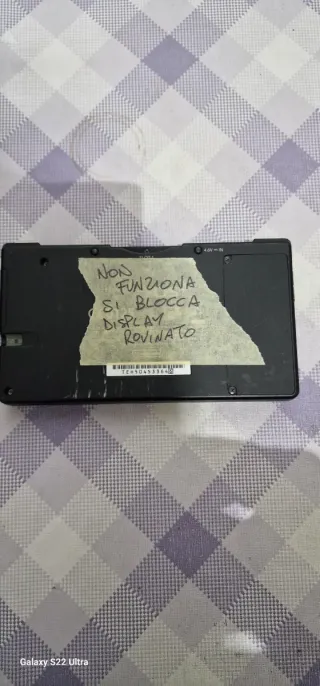 NON
FUNZIONA
SI BLOCCA
DISPLAY
ROVINATO
Galaxy S22 Ultra